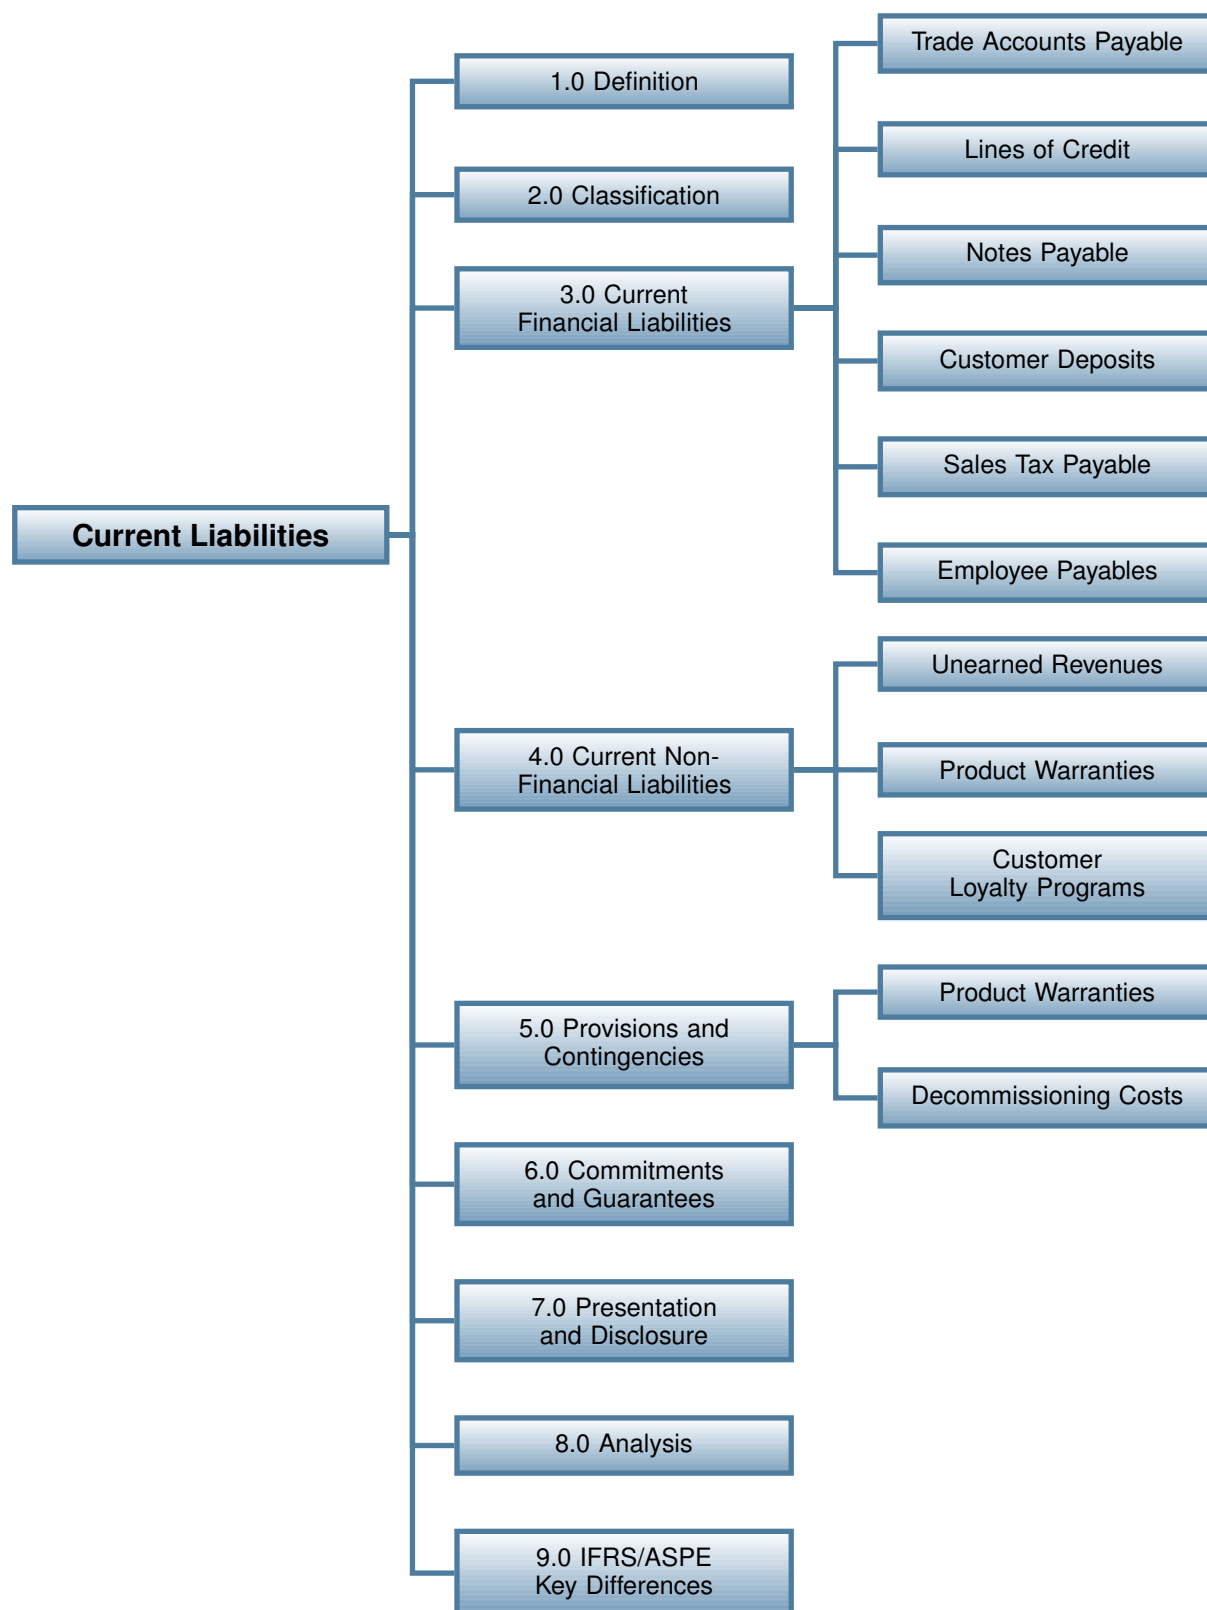 Current Liabilities
1.0 Definition
2.0 Classification
3.0 Current
Financial Liabilities
Trade Accounts Payable
Lines of Credit
Notes Payable
Customer Deposits
Sales Tax Payable
Employee Payables
4.0 Current Non-
Financial Liabilities
Unearned Revenues
Product Warranties
Customer
Loyalty Programs
5.0 Provisions and
Contingencies
Product Warranties
Decommissioning Costs
6.0 Commitments
and Guarantees
7.0 Presentation
and Disclosure
8.0 Analysis
9.0 IFRS/ASPE
Key Differences